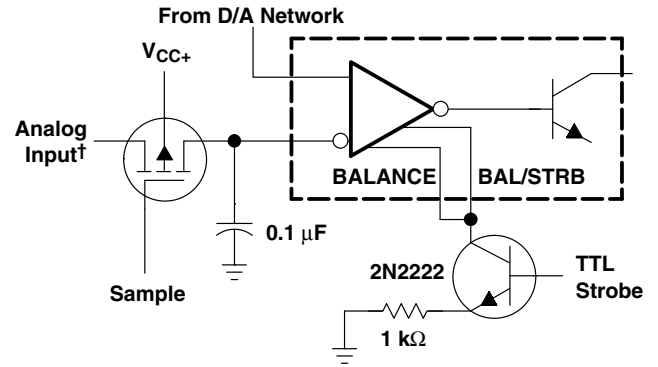 From D/A Network
VCC+
Analog
Input†
BALANCE
BAL/STRB
0.1 μF
2N2222
TTL
Strobe
Sample
1 kΩ